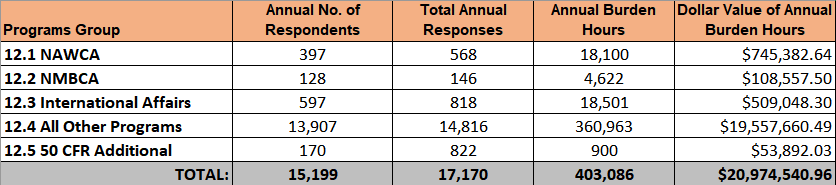 Programs Group | Annual No. of Respondents | Total Annual Responses | Annual Burden Hours | Dollar Value of Annual Burden Hours
12.1 NAWCA | 397 | 568 | 18,100 | $745,382.64
12.2 NMBCA | 128 | 146 | 4,622 | $108,557.50
12.3 International Affairs | 597 | 818 | 18,501 | $509,048.30
12.4 All Other Programs | 13,907 | 14,816 | 360,963 | $19,557,660.49
12.5 50 CFR Additional | 170 | 822 | 900 | $53,892.03
TOTAL: | 15,199 | 17,170 | 403,086 | $20,974,540.96